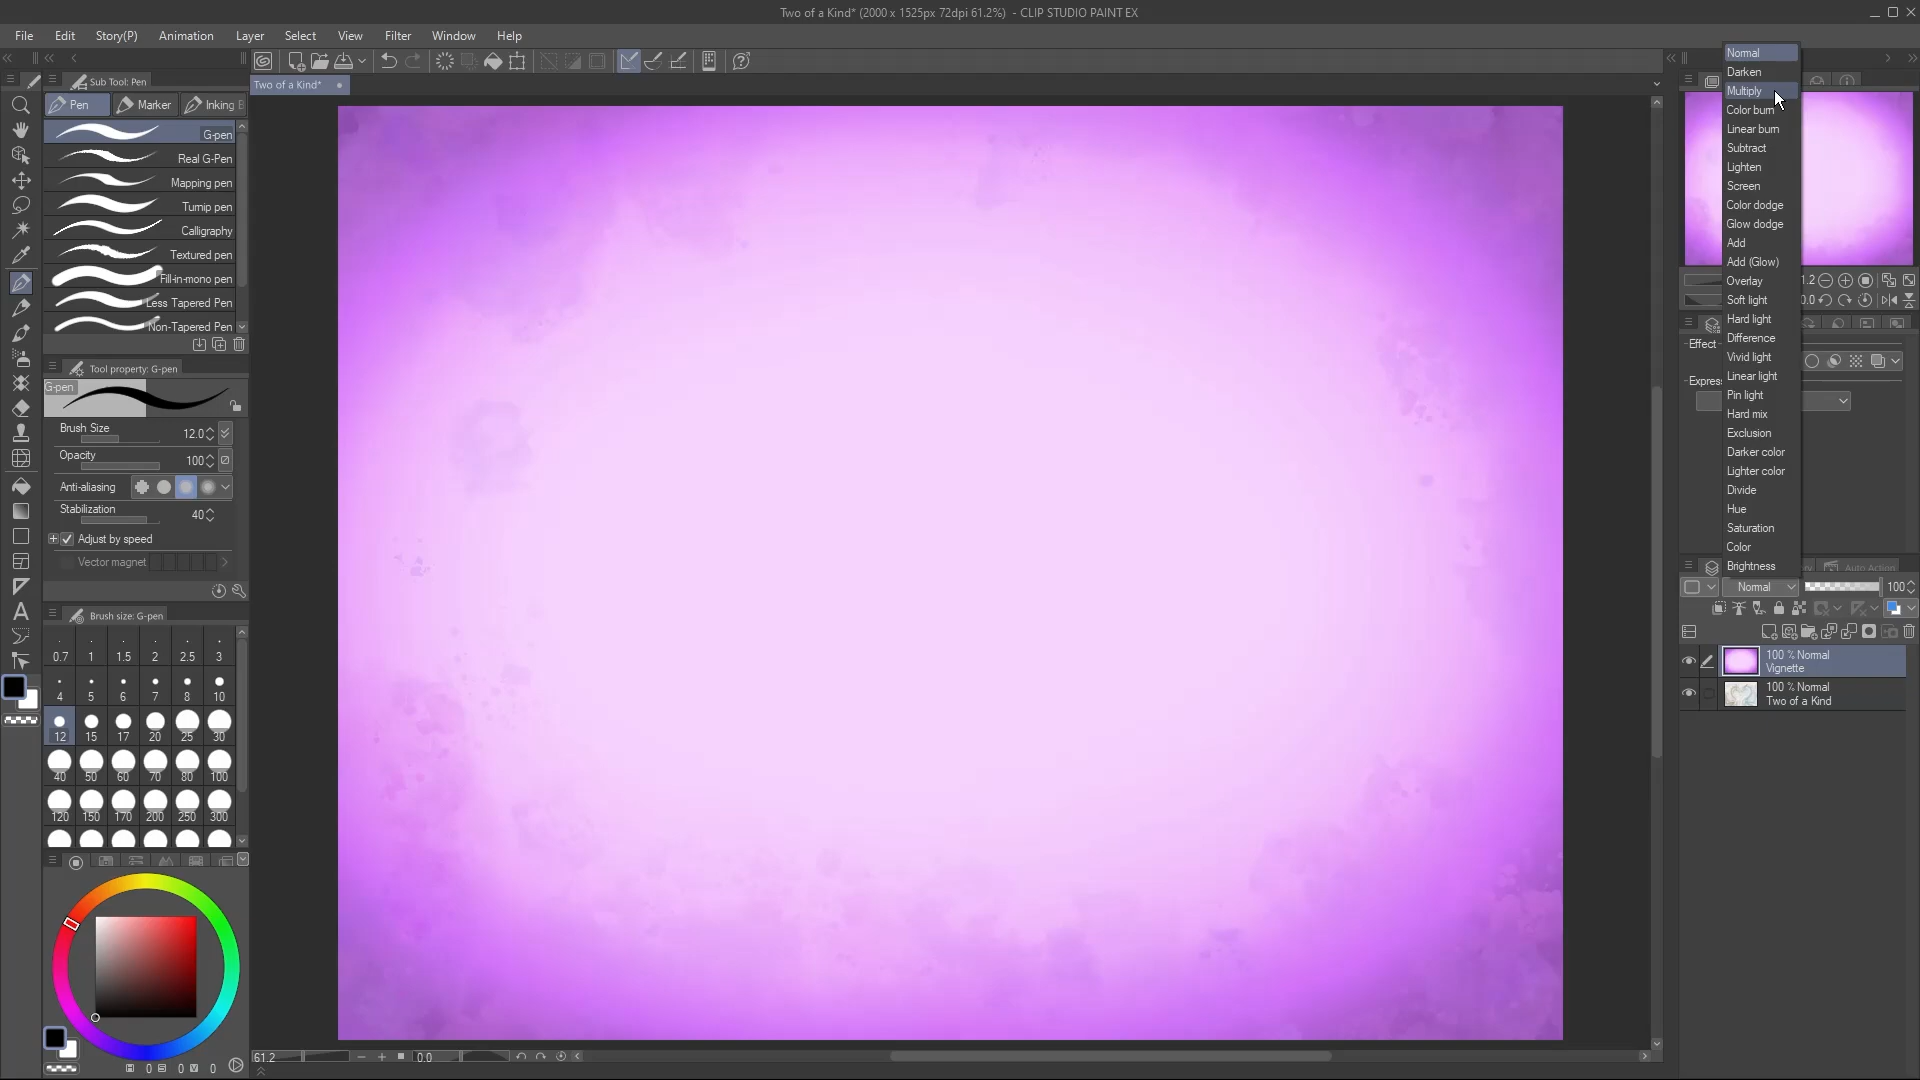 Two of a Kind* (2000 x 1525px 72dpi 61.2%) - CLIP STUDIO PAINT EX
File Edit Story(P) Animation Layer Select View Filter Window Help
Two of a Kind*
Sub Tool: Pen
Pen Marker Inking
G-pen
Real G-Pen
Mapping pen
Turnip pen
Calligraphy
Textured pen
Fill-in-mono pen
Less Tapered Pen
Non-Tapered Pen
Tool property: G-pen
G-pen
Brush Size 12.0
Opacity 100
Anti-aliasing
Stabilization 40
Adjust by speed
Vector magnet
Brush size: G-pen
0.7 1 1.5 2 2.5 3
4 5 6 7 8 10
12 15 17 20 25 30
40 50 60 70 80 100
120 150 170 200 250 300
H 0 S 0 V 0
61.2 0.0
Normal
Darken
Multiply
Color burn
Linear burn
Subtract
Lighten
Screen
Color dodge
Glow dodge
Add
Add (Glow)
Overlay
Soft light
Hard light
Difference
Vivid light
Linear light
Pin light
Hard mix
Exclusion
Darker color
Lighter color
Divide
Hue
Saturation
Color
Brightness
Effect
Auto Action
Normal 100
100 % Normal
Vignette
100 % Normal
Two of a Kind